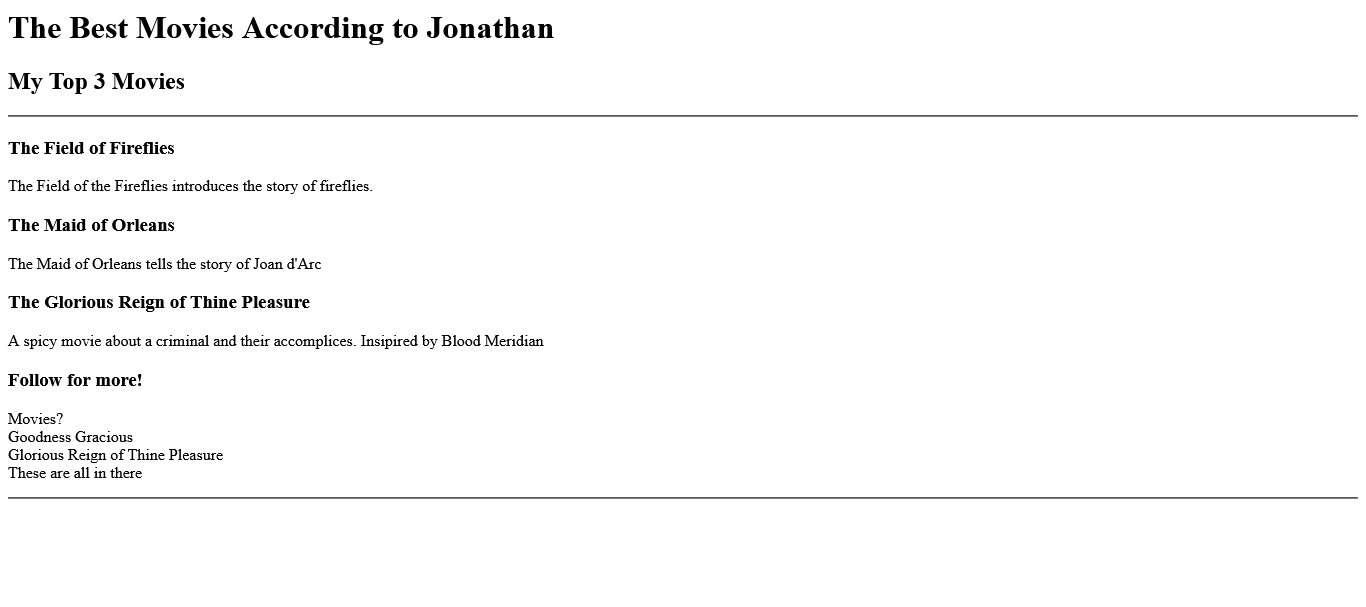 The Best Movies According to Jonathan
My Top 3 Movies
The Field of Fireflies
The Field of the Fireflies introduces the story of fireflies.
The Maid of Orleans
The Maid of Orleans tells the story of Joan d'Arc
The Glorious Reign of Thine Pleasure
A spicy movie about a criminal and their accomplices. Insipired by Blood Meridian
Follow for more!
Movies?
Goodness Gracious
Glorious Reign of Thine Pleasure
These are all in there